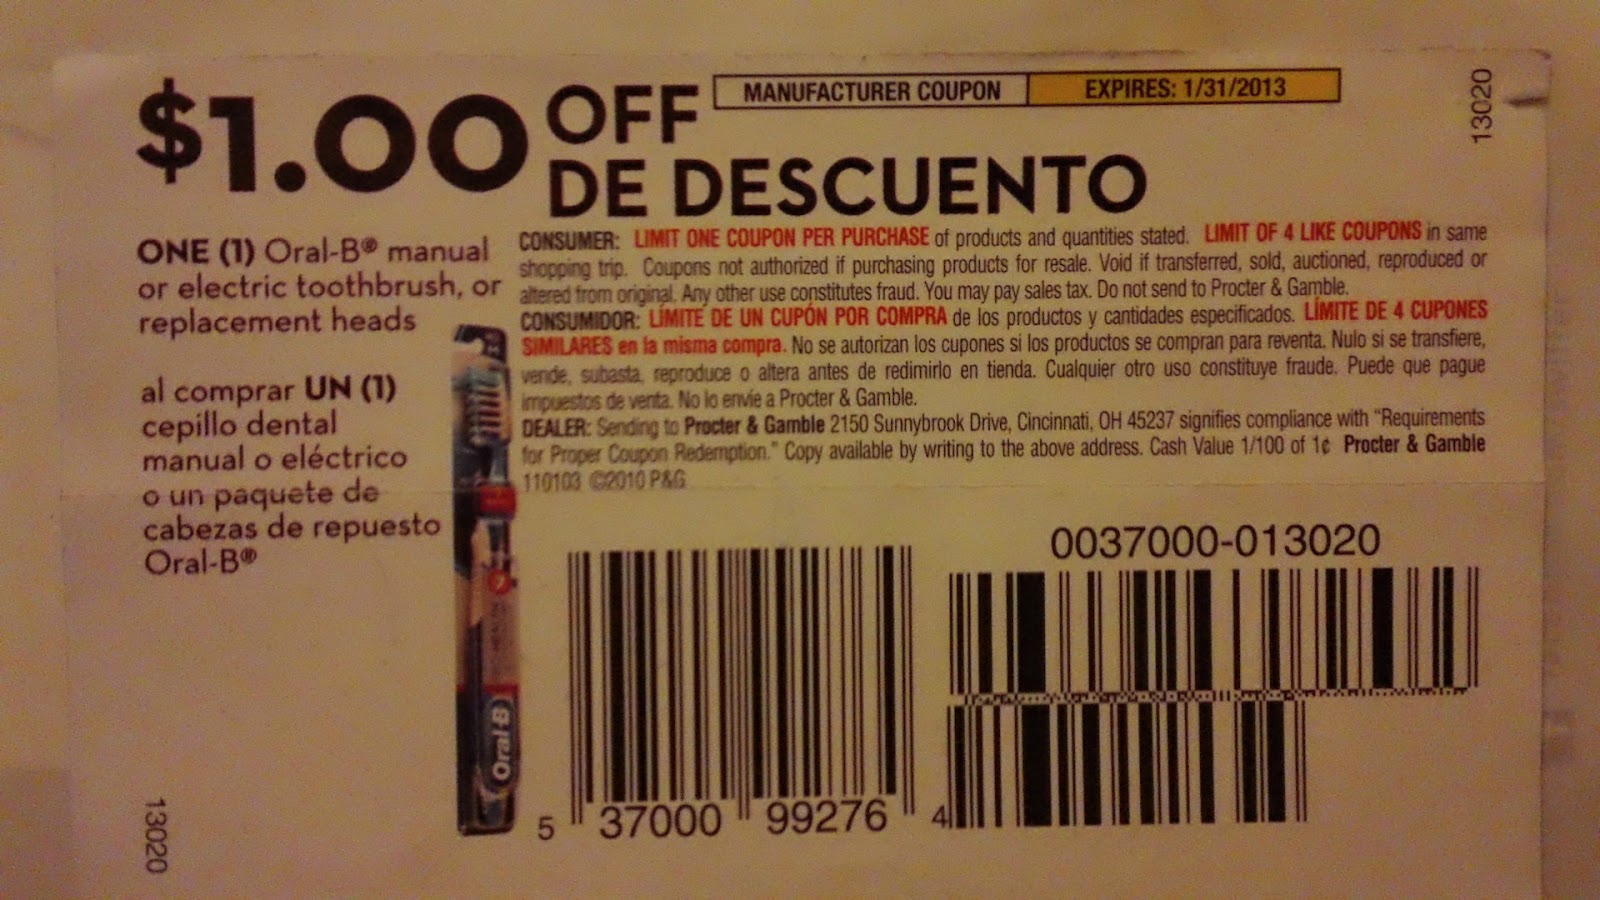 $1.00 OFF
DE DESCUENTO
MANUFACTURER COUPON EXPIRES: 1/31/2013
13020
ONE (1) Oral-B® manual
or electric toothbrush, or
replacement heads
al comprar UN (1)
cepillo dental
manual o eléctrico
o un paquete de
cabezas de repuesto
Oral-B®
CONSUMER: LIMIT ONE COUPON PER PURCHASE of products and quantities stated. LIMIT OF 4 LIKE COUPONS in same
shopping trip. Coupons not authorized if purchasing products for resale. Void if transferred, sold, auctioned, reproduced or
altered from original. Any other use constitutes fraud. You may pay sales tax. Do not send to Procter & Gamble.
CONSUMIDOR: LÍMITE DE UN CUPÓN POR COMPRA de los productos y cantidades especificados. LÍMITE DE 4 CUPONES
SIMILARES en la misma compra. No se autorizan los cupones si los productos se compran para reventa. Nulo si se transfiere,
vende, subasta, reproduce o altera antes de redimirlo en tienda. Cualquier otro uso constituye fraude. Puede que pague
impuestos de venta. No lo envíe a Procter & Gamble.
DEALER: Sending to Procter & Gamble 2150 Sunnybrook Drive, Cincinnati, OH 45237 signifies compliance with "Requirements
for Proper Coupon Redemption." Copy available by writing to the above address. Cash Value 1/100 of 1¢ Procter & Gamble
110103 ©2010 P&G
Oral-B
0037000-013020
5 37000 99276 4
13020